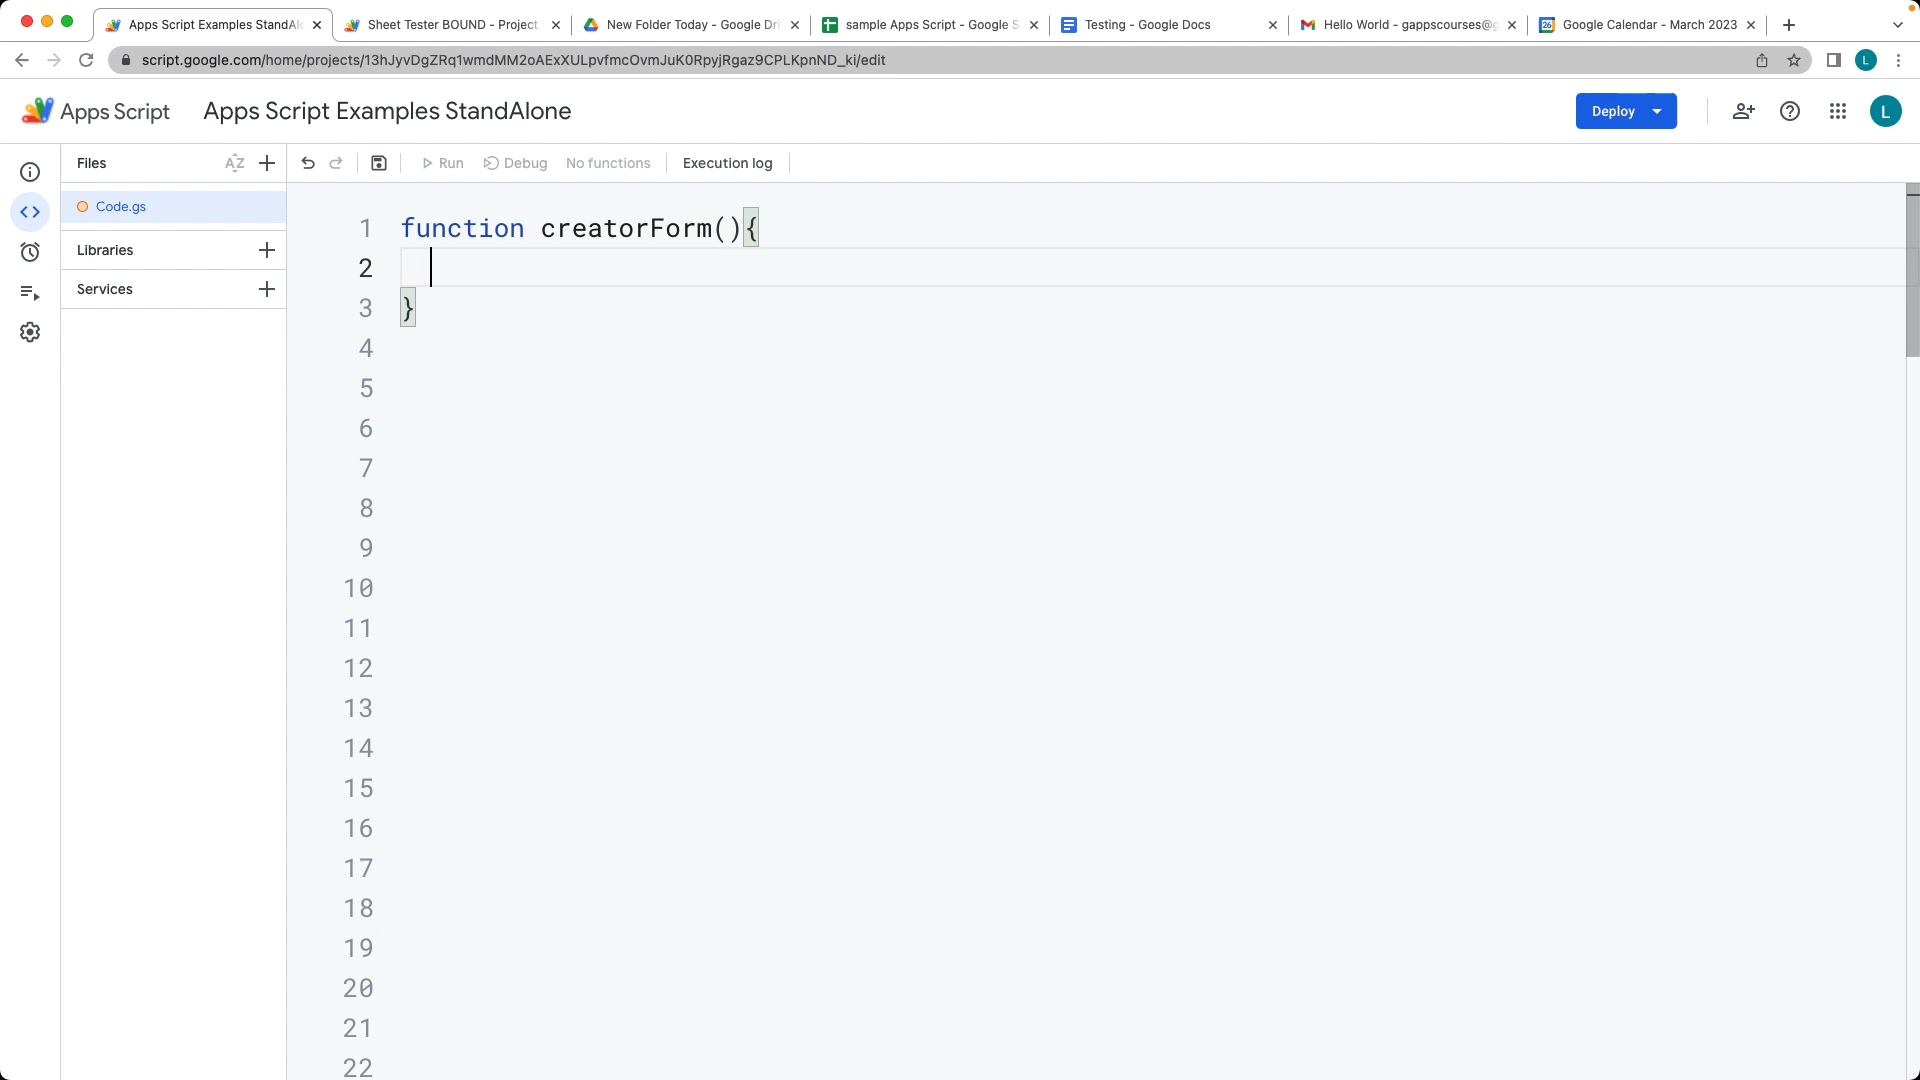 Apps Script Examples StandAlo
Sheet Tester BOUND - Project
New Folder Today - Google Dri
sample Apps Script - Google S
Testing - Google Docs
Hello World - gappscourses@g
Google Calendar - March 2023
script.google.com/home/projects/13hJyvDgZRq1wmdMM2oAExXULpvfmcOvmJuK0RpyjRgaz9CPLKpnND_ki/edit
L
Apps Script
Apps Script Examples StandAlone
Deploy
L
Files
AZ
Run
Debug
No functions
Execution log
Code.gs
Libraries
Services
1 function creatorForm(){
2
3 }
4
5
6
7
8
9
10
11
12
13
14
15
16
17
18
19
20
21
22